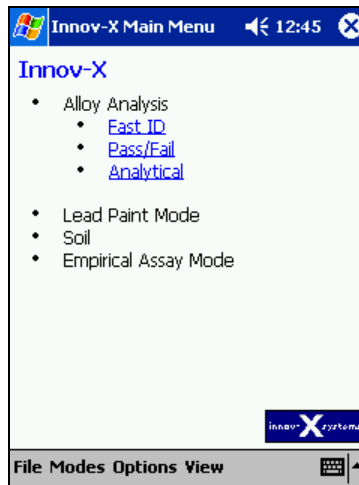 Innov-X Main Menu 12:45
Innov-X
• Alloy Analysis
• Fast ID
• Pass/Fail
• Analytical
• Lead Paint Mode
• Soil
• Empirical Assay Mode
innov-X systems
File Modes Options View